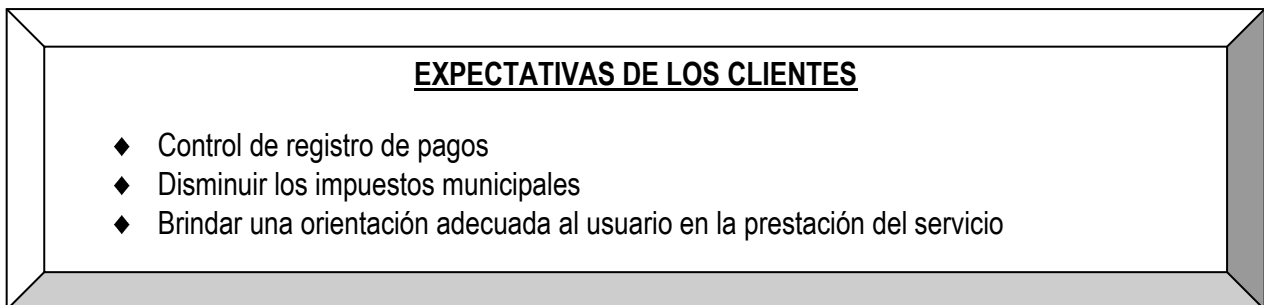 EXPECTATIVAS DE LOS CLIENTES
♦ Control de registro de pagos
♦ Disminuir los impuestos municipales
♦ Brindar una orientación adecuada al usuario en la prestación del servicio